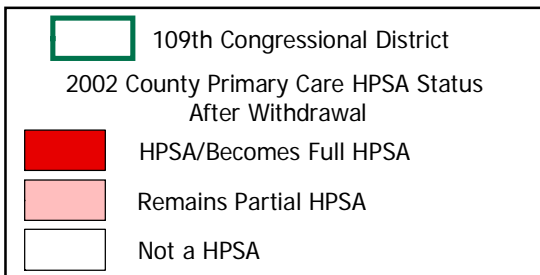 109th Congressional District
2002 County Primary Care HPSA Status
After Withdrawal
HPSA/Becomes Full HPSA
Remains Partial HPSA
Not a HPSA